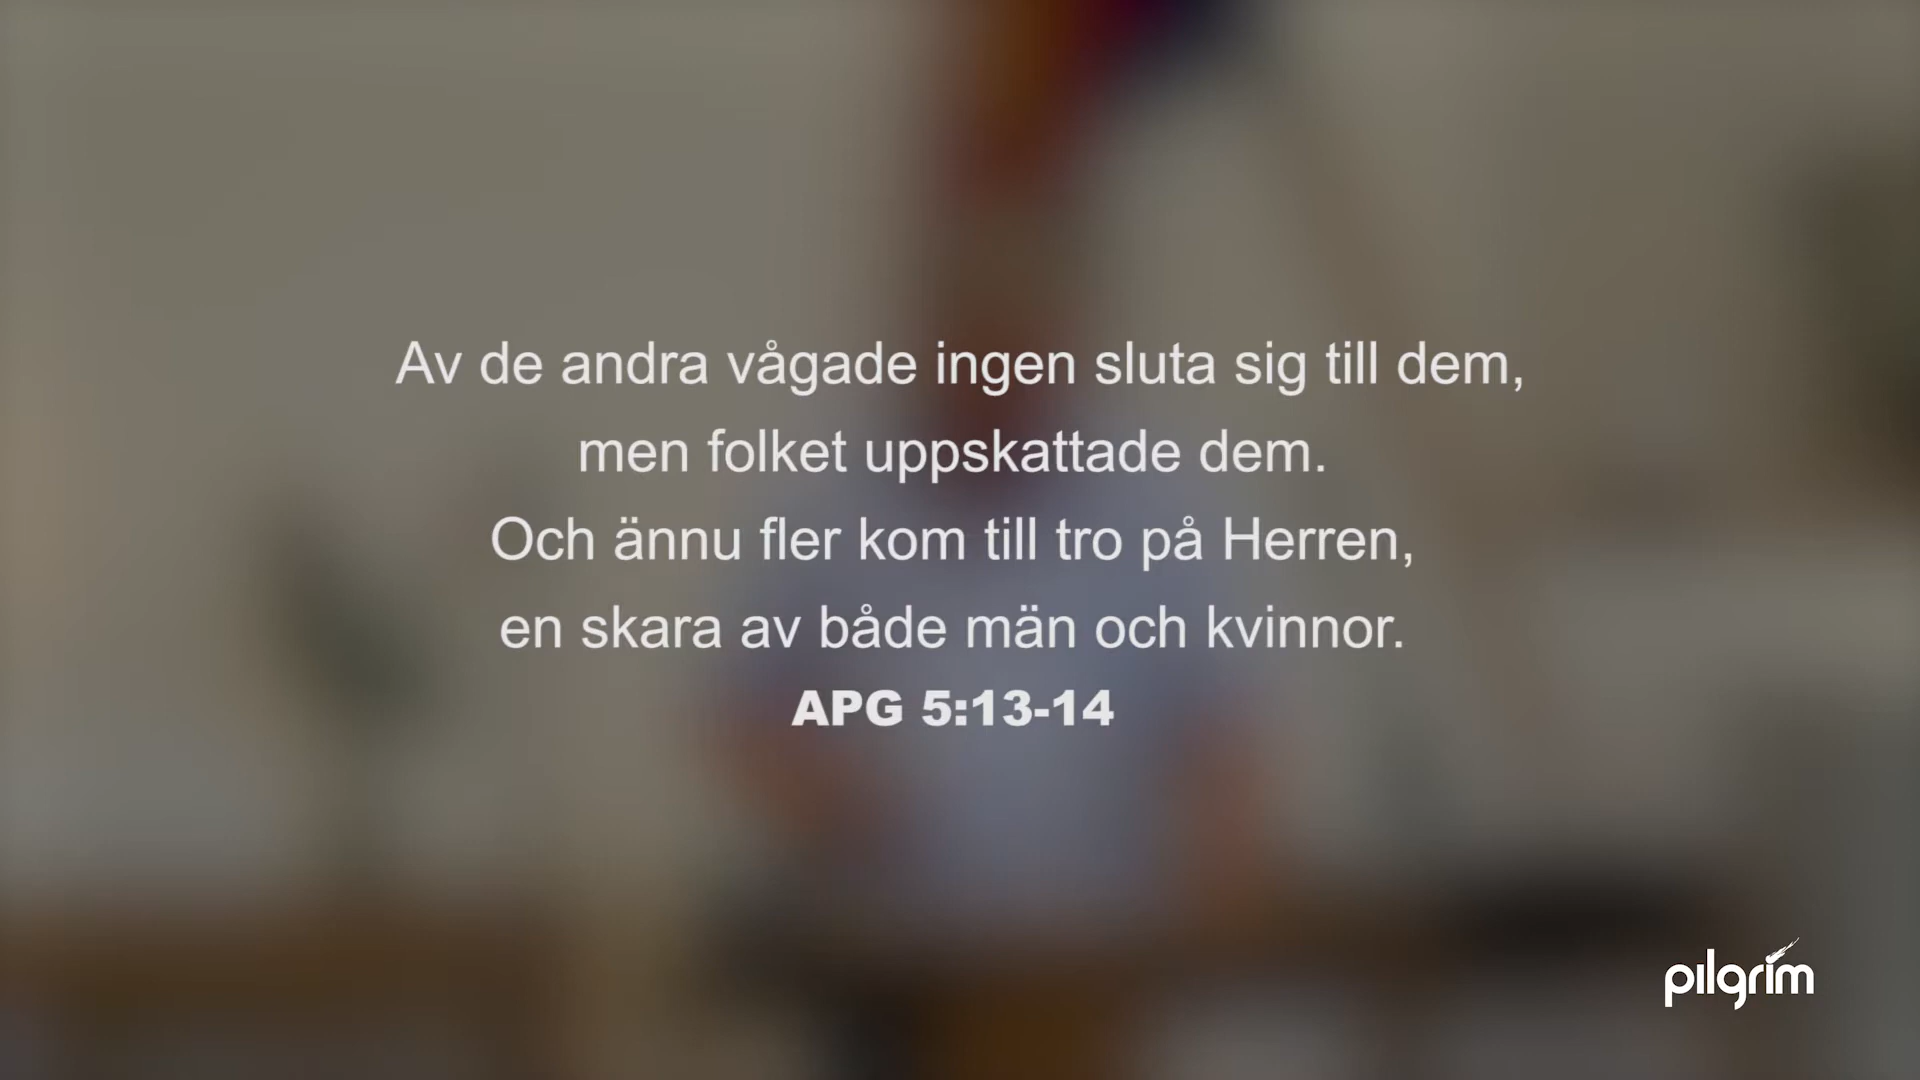 Av de andra vågade ingen sluta sig till dem,
men folket uppskattade dem.
Och ännu fler kom till tro på Herren,
en skara av både män och kvinnor.
APG 5:13-14
pilgrim